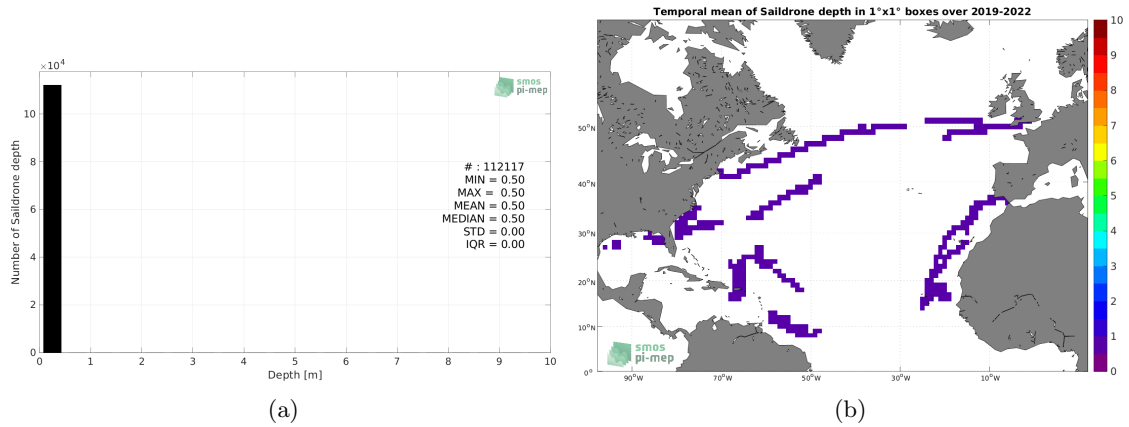 ×10⁴
10
8
6
4
2
0
0 1 2 3 4 5 6 7 8 9 10
Number of Saildrone depth
Depth [m]
smos
pi-mep
# : 112117
MIN = 0.50
MAX = 0.50
MEAN = 0.50
MEDIAN = 0.50
STD = 0.00
IQR = 0.00
(a)
Temporal mean of Saildrone depth in 1°x1° boxes over 2019-2022
50°N
40°N
30°N
20°N
10°N
0°
90°W 70°W 50°W 30°W 10°W
smos
pi-mep
10
9
8
7
6
5
4
3
2
1
0
(b)